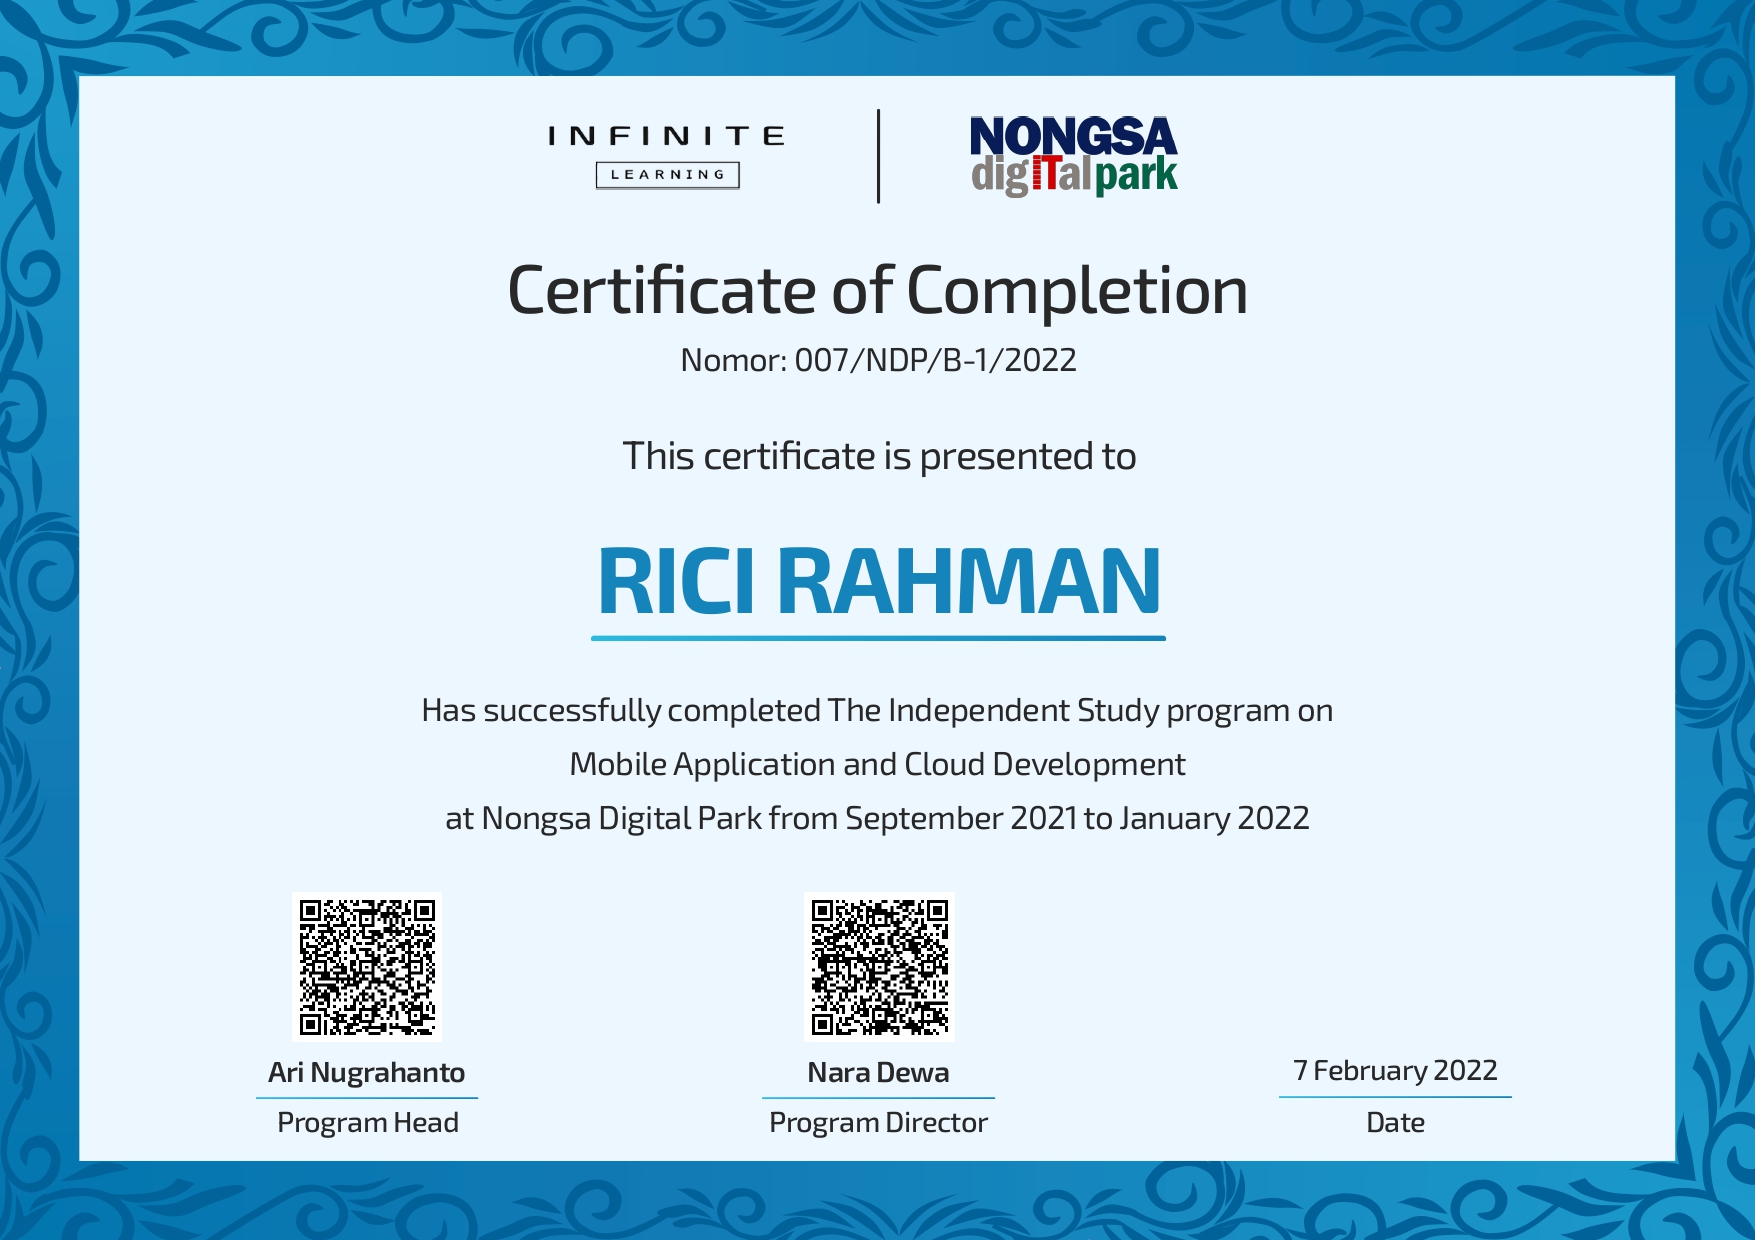 INFINITE
LEARNING
NONGSA
digITalpark
Certificate of Completion
Nomor: 007/NDP/B-1/2022
This certificate is presented to
RICI RAHMAN
Has successfully completed The Independent Study program on
Mobile Application and Cloud Development
at Nongsa Digital Park from September 2021 to January 2022
Ari Nugrahanto
Program Head
Nara Dewa
Program Director
7 February 2022
Date